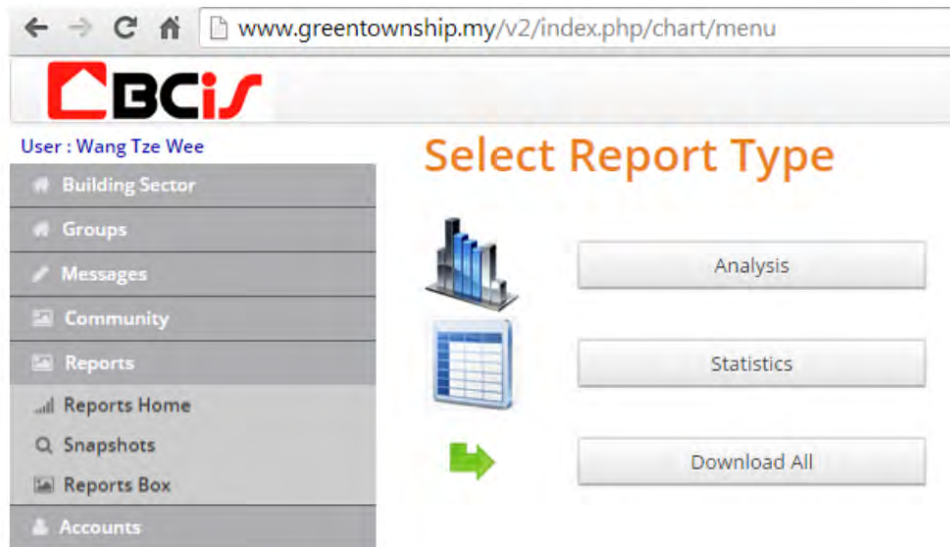 www.greentownship.my/v2/index.php/chart/menu
BCiS
User : Wang Tze Wee
Select Report Type
Building Sector
Groups
Messages
Community
Reports
Reports Home
Snapshots
Reports Box
Accounts
Analysis
Statistics
Download All